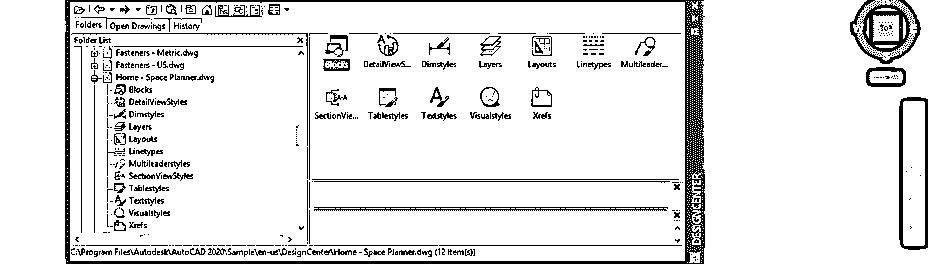 Folders Open Drawings History
Folder List
Fasteners - Metric.dwg
Fasteners - US.dwg
Home - Space Planner.dwg
Blocks
DetailViewStyles
Dimstyles
Layers
Layouts
Linetypes
Multileaderstyles
SectionViewStyles
Tablestyles
Textstyles
Visualstyles
Xrefs
Blocks DetailViewS... Dimstyles Layers Layouts Linetypes Multileader...
SectionVie... Tablestyles Textstyles Visualstyles Xrefs
C:\Program Files\Autodesk\AutoCAD 2020\Sample\en-us\DesignCenter\Home - Space Planner.dwg (12 Item(s))
DESIGNCENTER
TOP